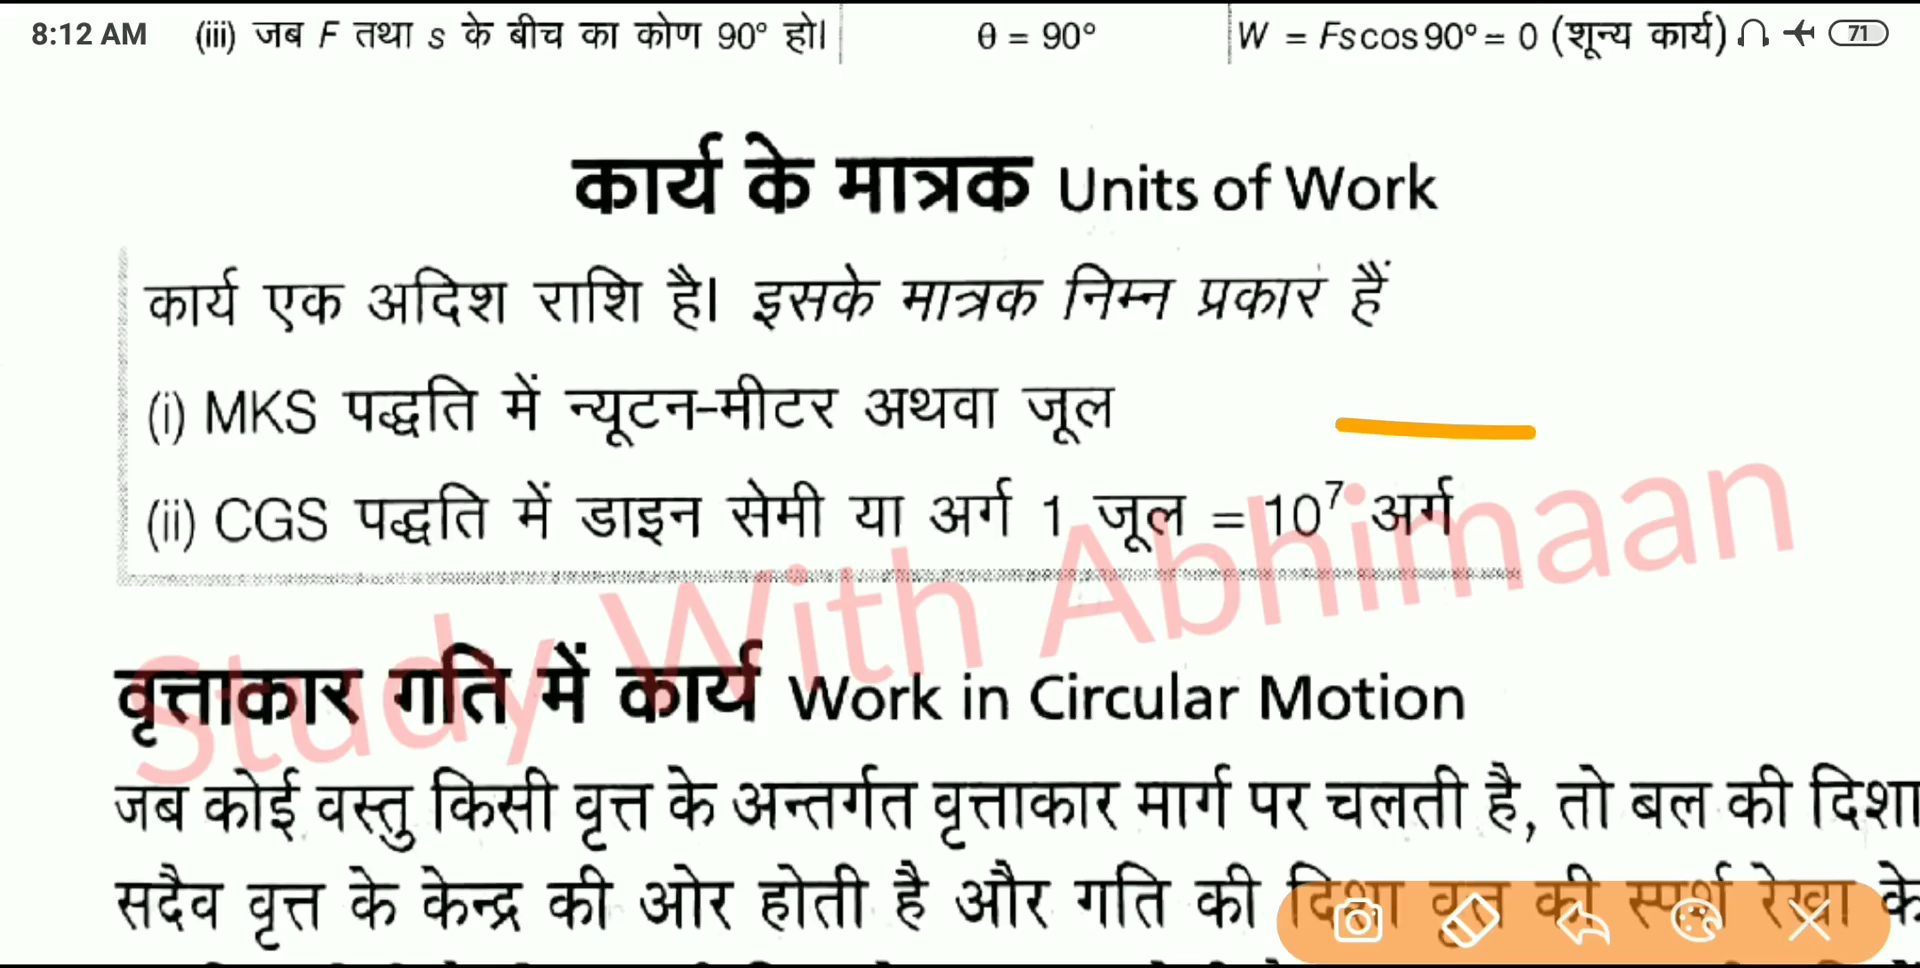 8:12 AM (iii) जब F तथा s के बीच का कोण 90° हो। θ = 90° W = Fs cos 90° = 0 (शून्य कार्य) 71
कार्य के मात्रक Units of Work
कार्य एक अदिश राशि है। इसके मात्रक निम्न प्रकार हैं
(i) MKS पद्धति में न्यूटन-मीटर अथवा जूल
(ii) CGS पद्धति में डाइन सेमी या अर्ग 1 जूल = 10⁷ अर्ग
Study With Abhimaan
वृत्ताकार गति में कार्य Work in Circular Motion
जब कोई वस्तु किसी वृत्त के अन्तर्गत वृत्ताकार मार्ग पर चलती है, तो बल की दिशा
सदैव वृत्त के केन्द्र की ओर होती है और गति की दिशा वृत्त की स्पर्श रेखा के